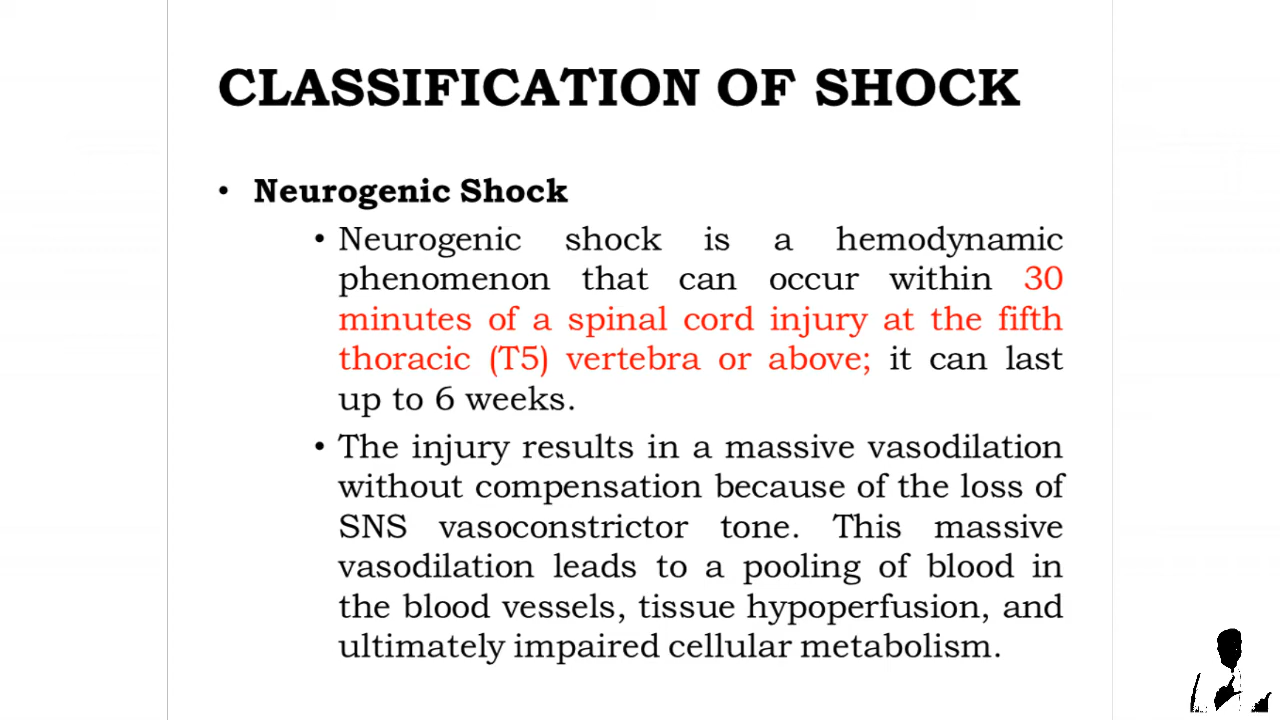 CLASSIFICATION OF SHOCK
• Neurogenic Shock
• Neurogenic shock is a hemodynamic
phenomenon that can occur within 30
minutes of a spinal cord injury at the fifth
thoracic (T5) vertebra or above; it can last
up to 6 weeks.
• The injury results in a massive vasodilation
without compensation because of the loss of
SNS vasoconstrictor tone. This massive
vasodilation leads to a pooling of blood in
the blood vessels, tissue hypoperfusion, and
ultimately impaired cellular metabolism.